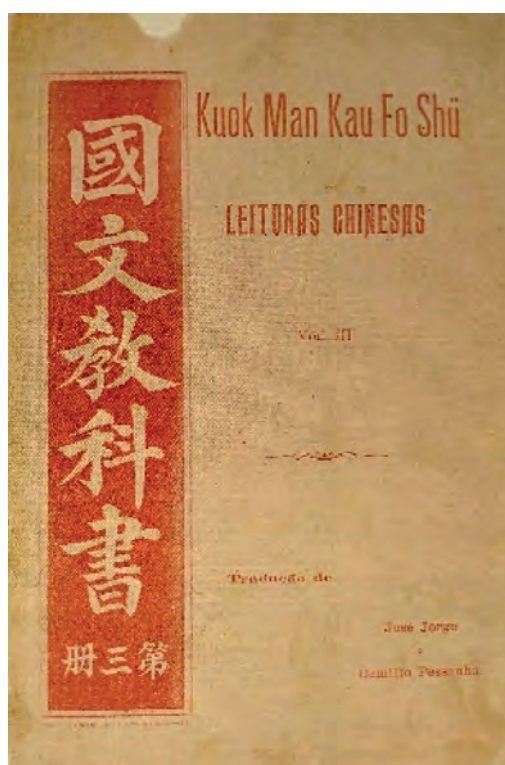 國文教科書
第三册
Kuok Man Kau Fo Shü
LEITURAS CHINESAS
Vol. III
Tradução de
José Jorge
e
Camillo Pessanha